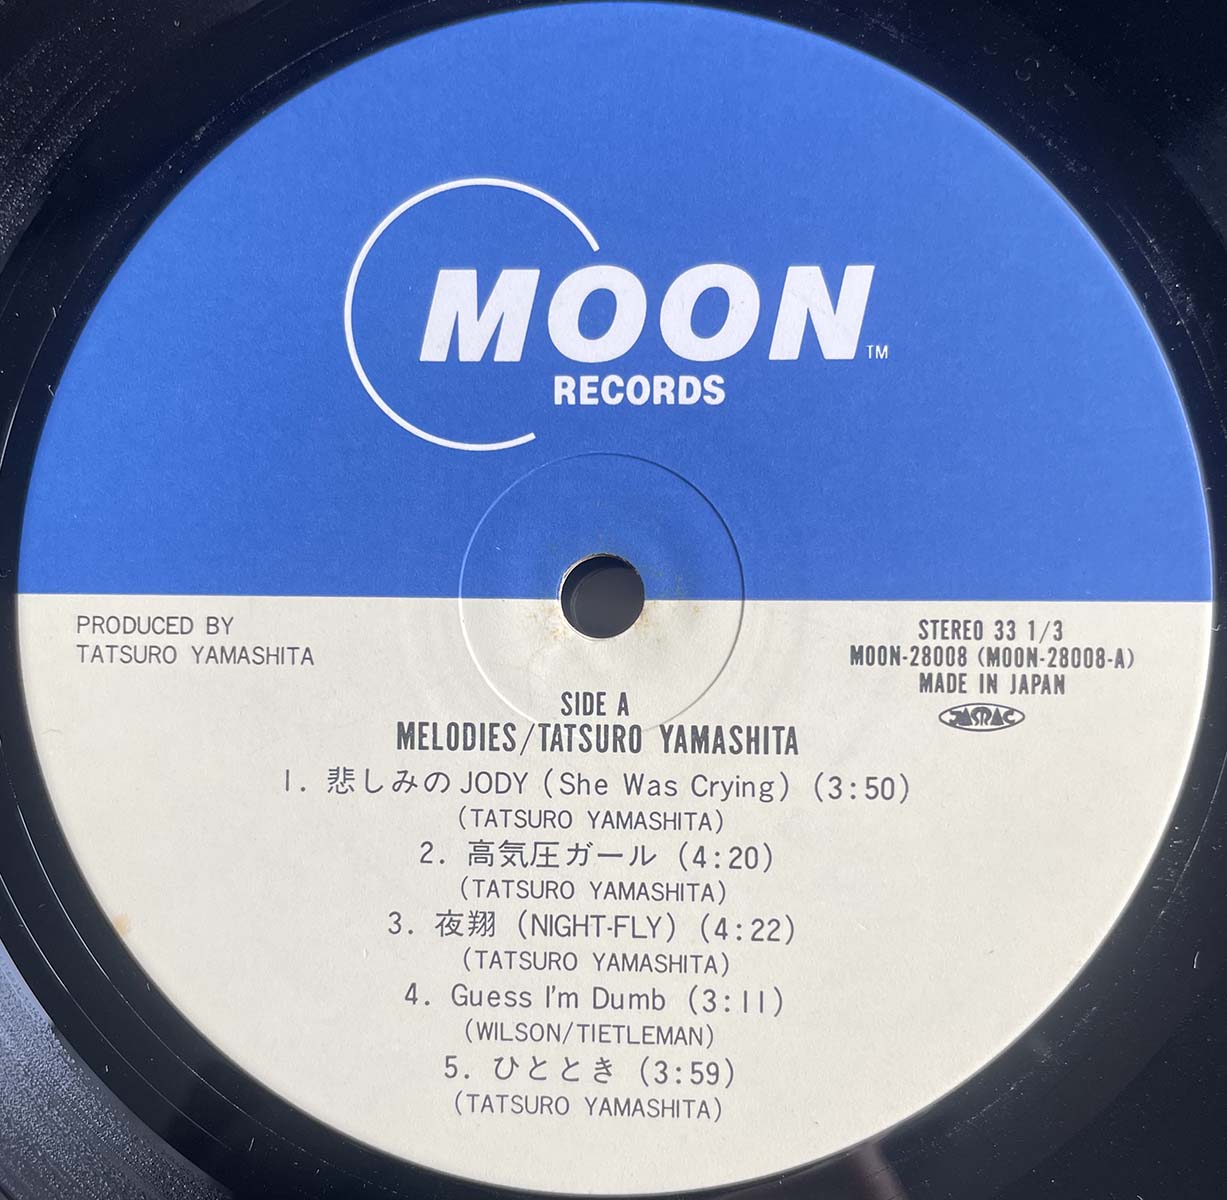 MOON
TM
RECORDS
PRODUCED BY
TATSURO YAMASHITA
STEREO 33 1/3
MOON-28008 (MOON-28008-A)
MADE IN JAPAN
JASRAC
SIDE A
MELODIES/TATSURO YAMASHITA
1. 悲しみのJODY (She Was Crying) (3:50)
(TATSURO YAMASHITA)
2. 高気圧ガール (4:20)
(TATSURO YAMASHITA)
3. 夜翔 (NIGHT-FLY) (4:22)
(TATSURO YAMASHITA)
4. Guess I'm Dumb (3:11)
(WILSON/TIETLEMAN)
5. ひととき (3:59)
(TATSURO YAMASHITA)